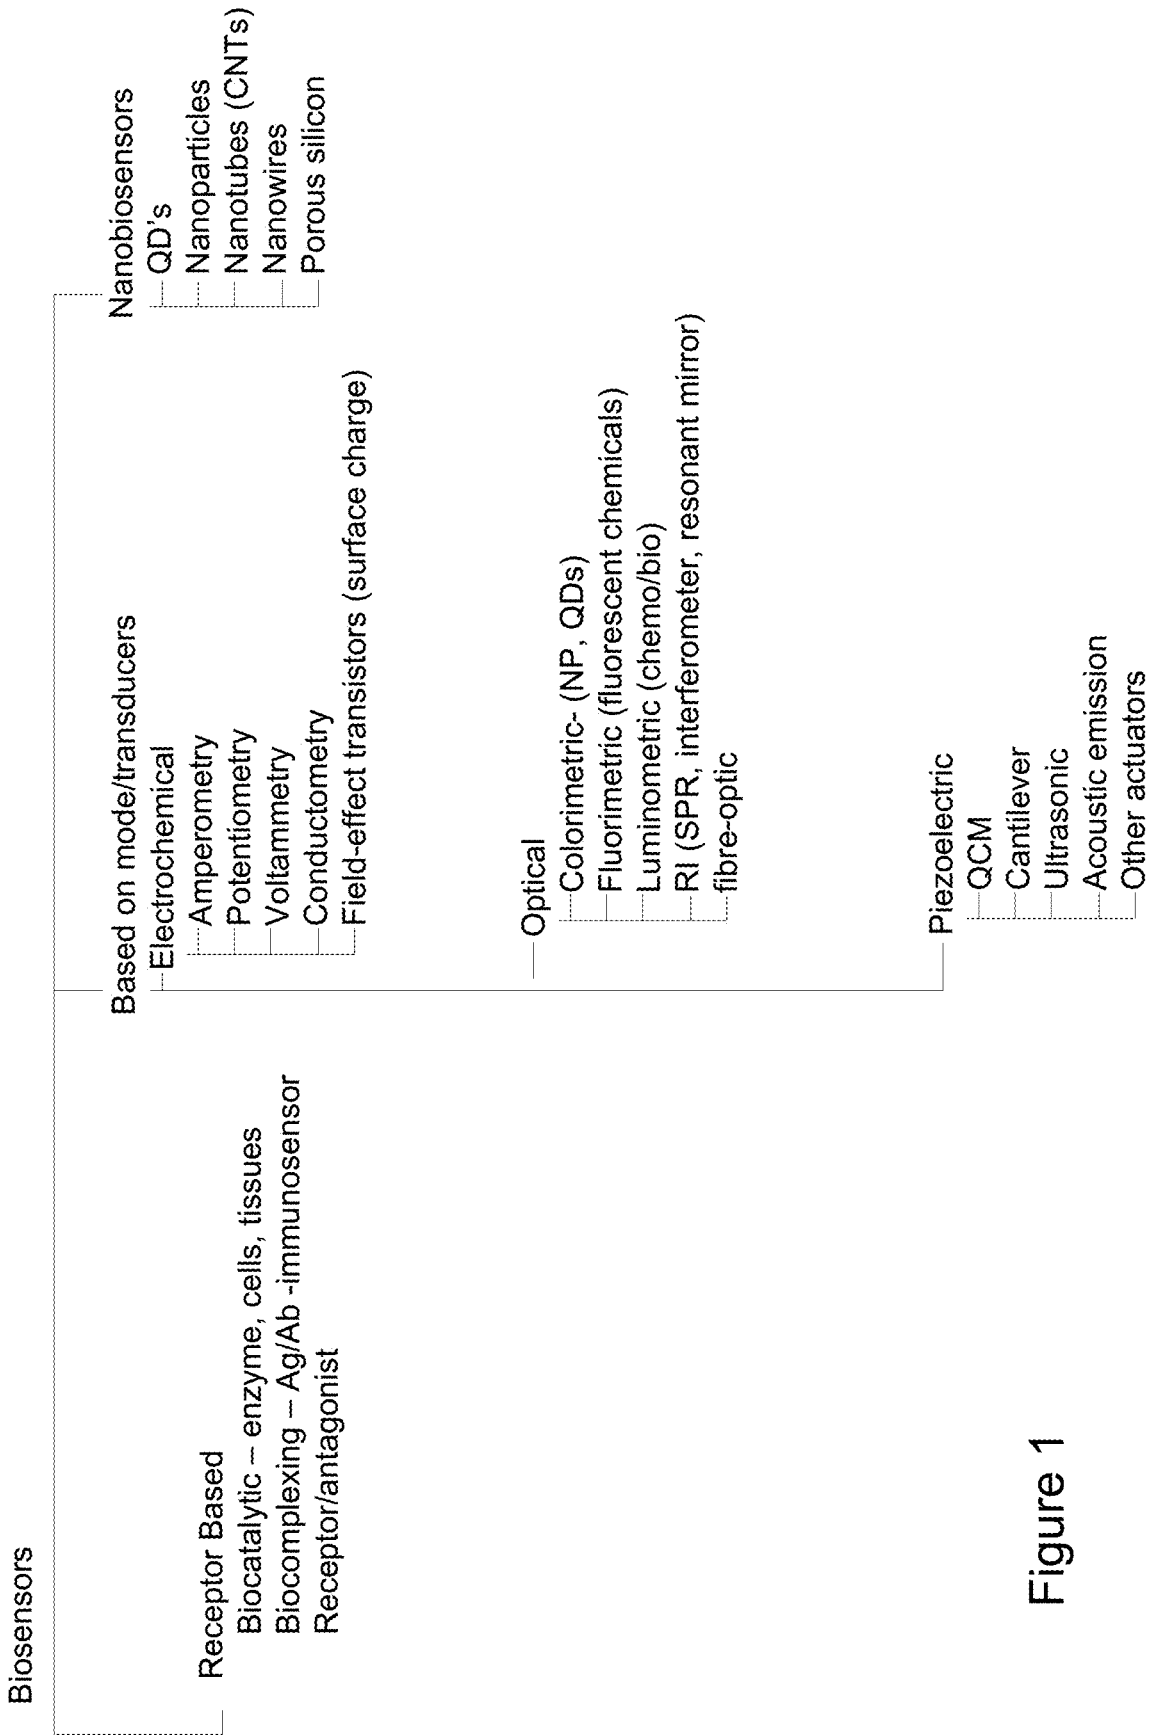 Biosensors
Receptor Based
Biocatalytic – enzyme, cells, tissues
Biocomplexing – Ag/Ab -immunosensor
Receptor/antagonist
Based on mode/transducers
Electrochemical
Amperometry
Potentiometry
Voltammetry
Conductometry
Field-effect transistors (surface charge)
Optical
Colorimetric- (NP, QDs)
Fluorimetric (fluorescent chemicals)
Luminometric (chemo/bio)
RI (SPR, interferometer, resonant mirror)
fibre-optic
Piezoelectric
QCM
Cantilever
Ultrasonic
Acoustic emission
Other actuators
Nanobiosensors
QD's
Nanoparticles
Nanotubes (CNTs)
Nanowires
Porous silicon
Figure 1